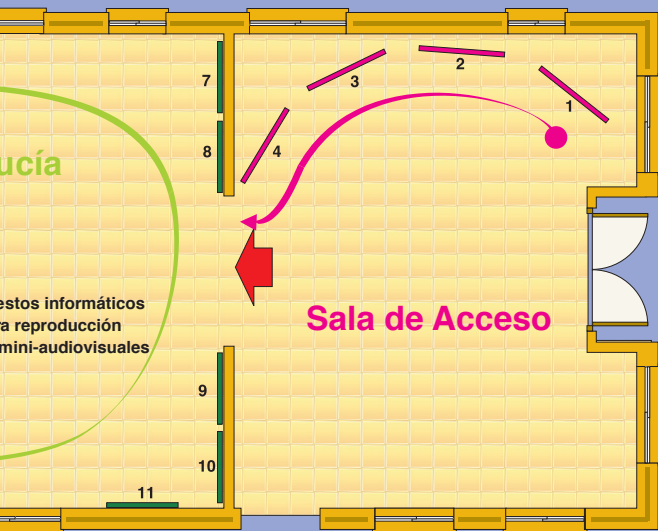 7
8
3
2
1
4
ucía
estos informáticos
a reproducción
mini-audiovisuales
Sala de Acceso
9
10
11